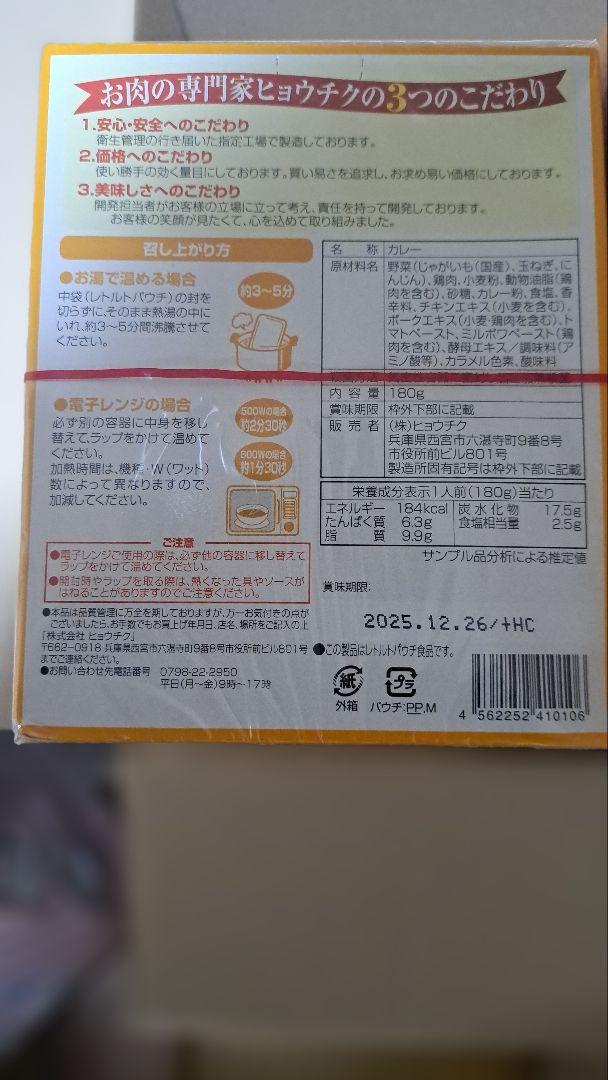 お肉の専門家ヒョウチクの3つのこだわり
1.安心・安全へのこだわり
衛生管理の行き届いた指定工場で製造しております。
2.価格へのこだわり
使い勝手の効く量目にしております。買い易さを追求し、お求め易い価格にしております。
3.美味しさへのこだわり
開発担当者がお客様の立場に立って考え、責任を持って開発しております。
お客様の笑顔が見たくて、心を込めて取り組みました。
召し上がり方
●お湯で温める場合
約3~5分
中袋(レトルトパウチ)の封を
切らずにそのまま熱湯の中に
いれ、約3~5分間沸騰させて
ください。
●電子レンジの場合
500Wの場合
約2分30秒
600Wの場合
約1分30秒
必ず別の容器に中身を移し
替えて、ラップをかけて温めて
ください。
加熱時間は、機種・W(ワット)
数によって異なりますので、
加減してください。
ご注意
●電子レンジご使用の際は、必ず他の容器に移し替えて
ラップをかけて温めてください。
●開封時やラップを取る際は、熱くなった具やソースが
はねることがありますのでご注意ください。
●本品は品質管理に万全を期しておりますが、万一お気付きの点が
ございましたら、お手数でもお買上げ年月日、店名、場所をご記入の上
「株式会社 ヒョウチク」
〒662-0918 兵庫県西宮市六湛寺町9番8号市役所前ビル801号
までご連絡ください。
●お問い合わせ先電話番号 0798-22-2950
平日(月~金)9時~17時
名称 カレー
原材料名 野菜(じゃがいも(国産)、玉ねぎ、に
んじん)、鶏肉、小麦粉、動物油脂(鶏
肉を含む)、砂糖、カレー粉、食塩、香
辛料、チキンエキス(小麦を含む)、
ポークエキス(小麦・鶏肉を含む)、ト
マトペースト、ミルポワペースト(鶏
肉を含む)、酵母エキス/調味料(ア
ミノ酸等)、カラメル色素、酸味料
内容量 180g
賞味期限 枠外下部に記載
販売者 (株)ヒョウチク
兵庫県西宮市六湛寺町9番8号
市役所前ビル801号
製造所固有記号は枠外下部に記載
栄養成分表示1人前(180g)当たり
エネルギー 184kcal 炭水化物 17.5g
たんぱく質 6.3g 食塩相当量 2.5g
脂質 9.9g
サンプル品分析による推定値
賞味期限:
2025.12.26/+HC
●この製品はレトルトパウチ食品です。
紙
外箱
プラ
パウチ:PP,M
4 562252 410106